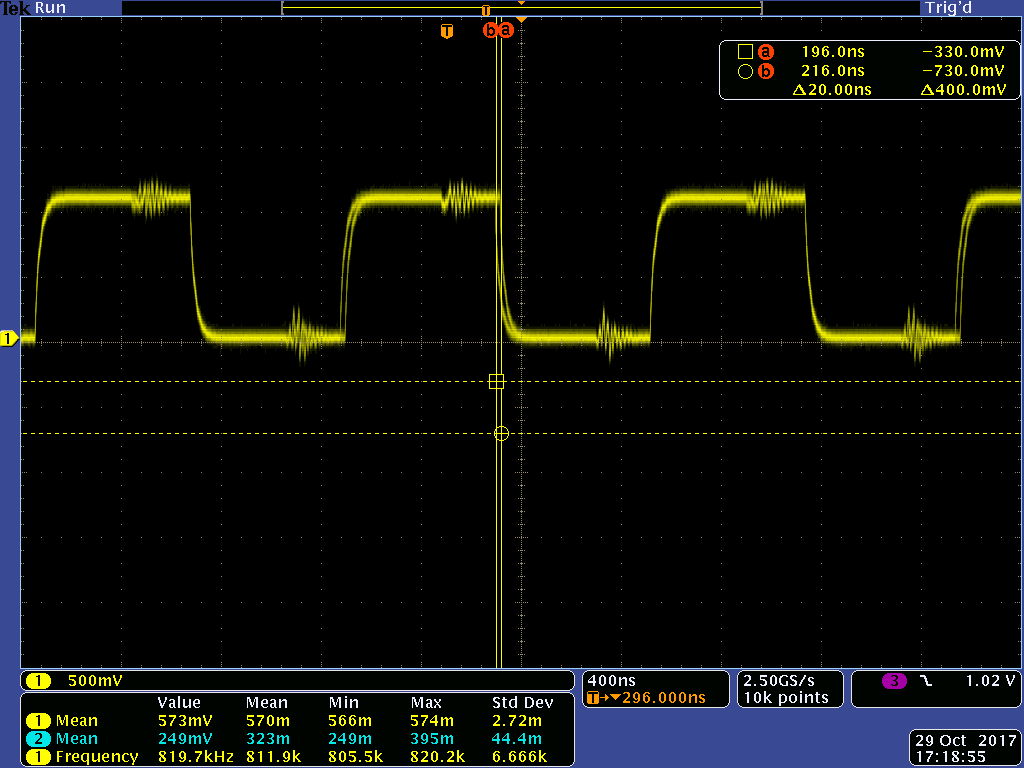 Tek Run Trig'd
T
T b a
a 196.0ns −330.0mV
b 216.0ns −730.0mV
Δ20.00ns Δ400.0mV
1
1 500mV
400ns
T→▼296.000ns
2.50GS/s
10k points
3 1.02 V
Value Mean Min Max Std Dev
1 Mean 573mV 570m 566m 574m 2.72m
2 Mean 249mV 323m 249m 395m 44.4m
1 Frequency 819.7kHz 811.9k 805.5k 820.2k 6.666k
29 Oct 2017
17:18:55